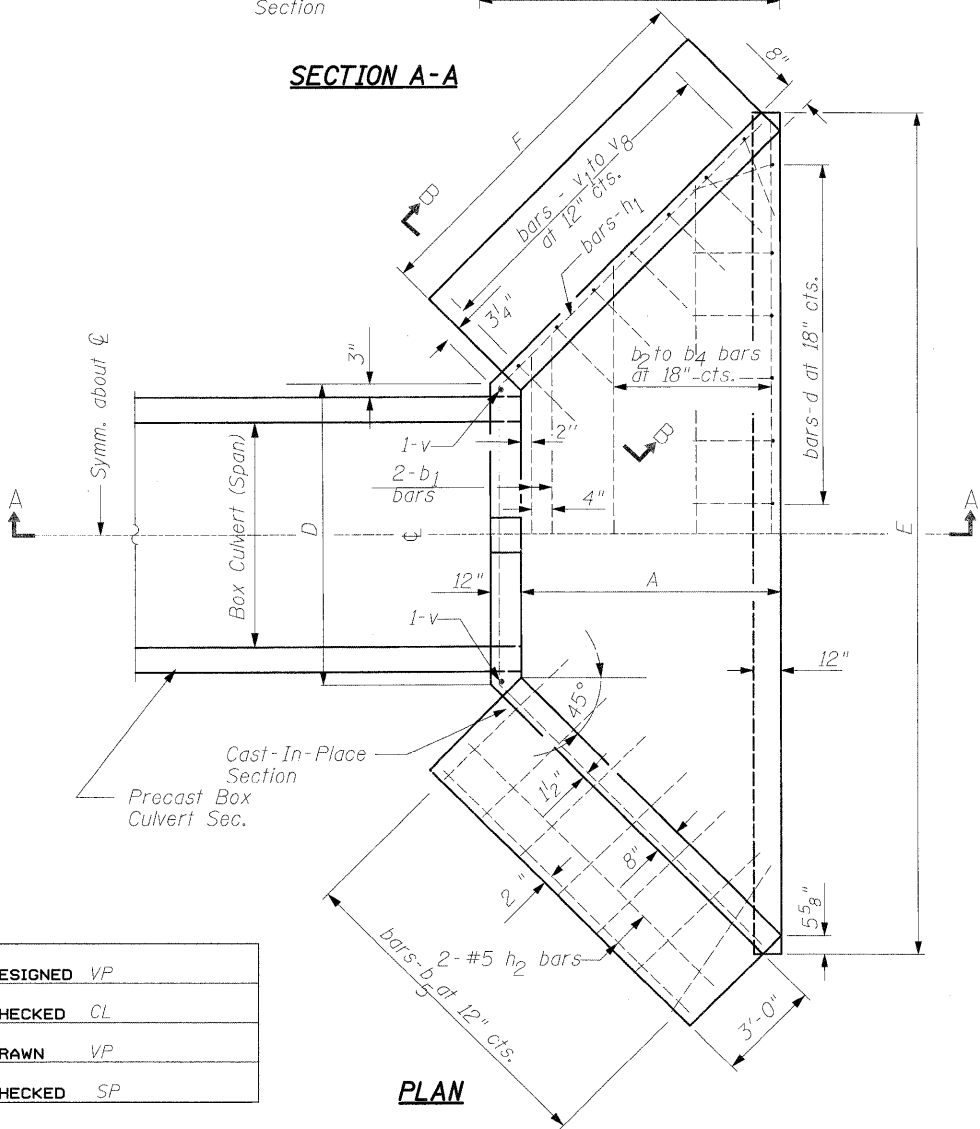 Section
SECTION A-A
8"
F
bars - v1 to v8
at 12" cts.
bars-h1
B
3 1/4"
3"
Symm. about ℄
b2 to b4 bars
at 18"-cts.
bars-d at 18" cts.
1-v
2"
2-b1
bars
4"
B
A
A
Box Culvert (Span)
D
℄
E
12"
A
1-v
12"
45°
Cast-In-Place
Section
Precast Box
Culvert Sec.
1 1/2"
8"
2"
5 5/8"
bars-b5 at 12" cts.
2-#5 h2 bars
3'-0"
ESIGNED VP
HECKED CL
RAWN VP
HECKED SP
PLAN